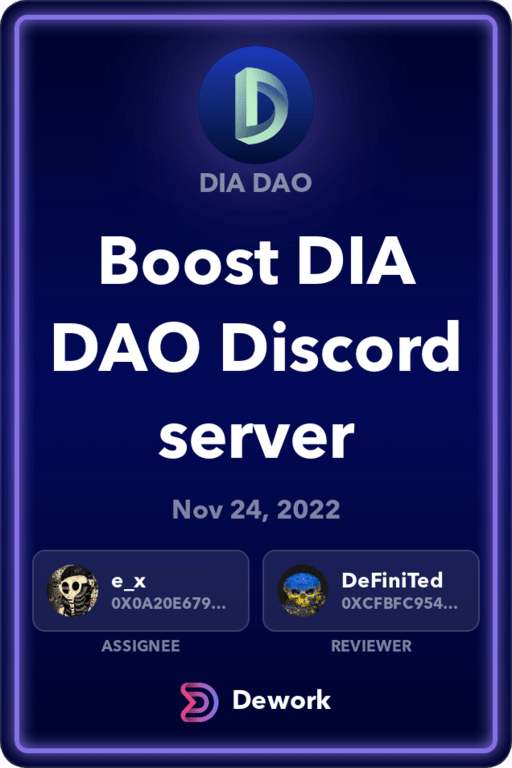 DIA DAO
Boost DIA
DAO Discord
server
Nov 24, 2022
e_x
0X0A20E679...
ASSIGNEE
DeFiniTed
0XCFBFC954...
REVIEWER
Dework